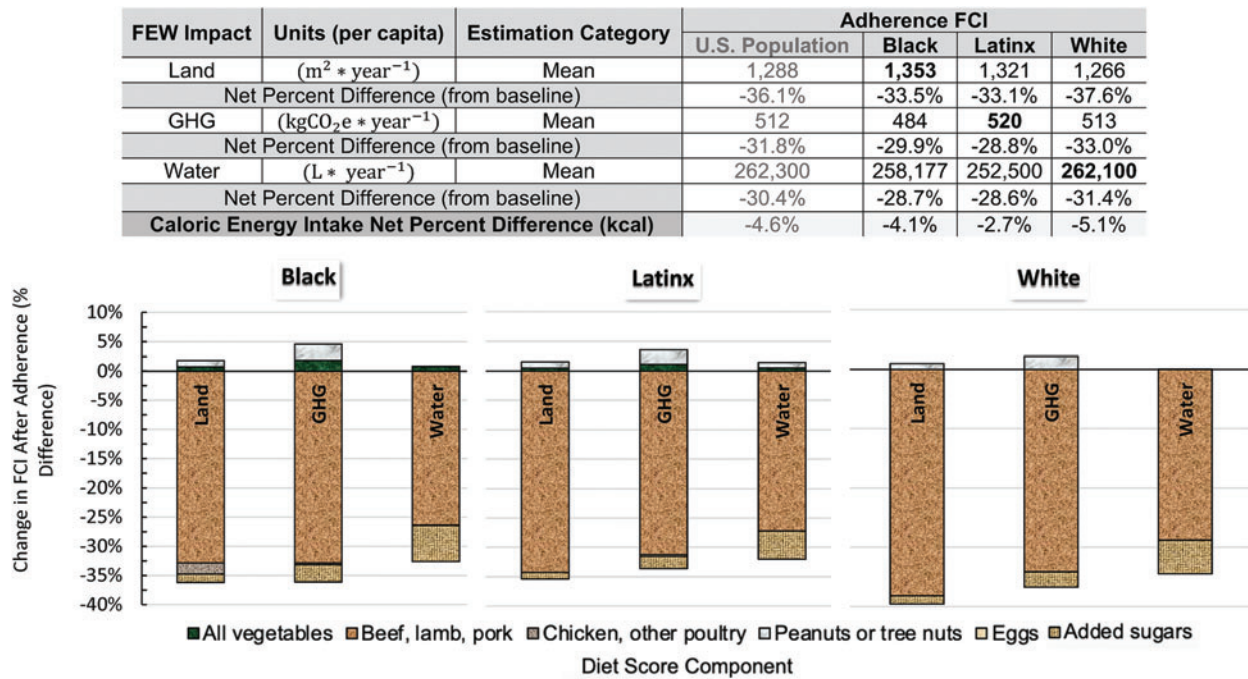 FEW Impact Units (per capita) Estimation Category Adherence FCI
U.S. Population Black Latinx White
Land (m² ∗ year⁻¹) Mean 1,288 1,353 1,321 1,266
Net Percent Difference (from baseline) -36.1% -33.5% -33.1% -37.6%
GHG (kgCO₂e ∗ year⁻¹) Mean 512 484 520 513
Net Percent Difference (from baseline) -31.8% -29.9% -28.8% -33.0%
Water (L ∗ year⁻¹) Mean 262,300 258,177 252,500 262,100
Net Percent Difference (from baseline) -30.4% -28.7% -28.6% -31.4%
Caloric Energy Intake Net Percent Difference (kcal) -4.6% -4.1% -2.7% -5.1%
Black Latinx White
Change in FCI After Adherence (%
Difference)
10%
5%
0%
-5%
-10%
-15%
-20%
-25%
-30%
-35%
-40%
Land GHG Water Land GHG Water Land GHG Water
All vegetables Beef, lamb, pork Chicken, other poultry Peanuts or tree nuts Eggs Added sugars
Diet Score Component